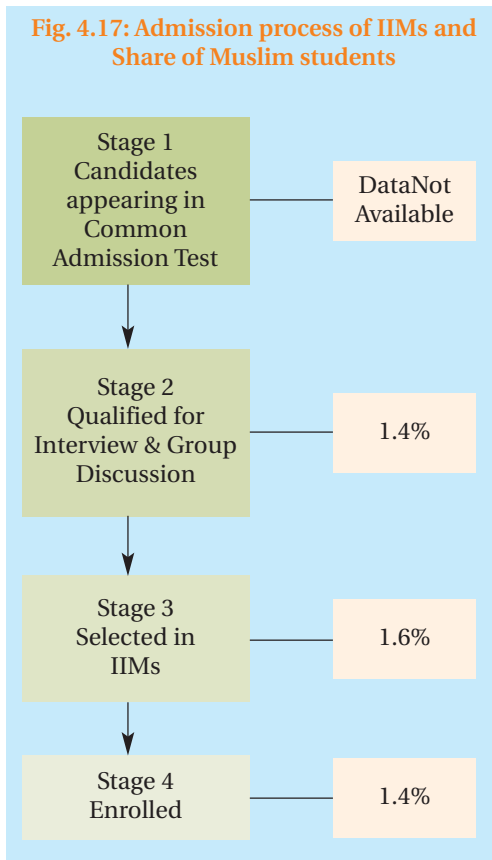 Fig. 4.17: Admission process of IIMs and
Share of Muslim students
Stage 1
Candidates
appearing in
Common
Admission Test
DataNot
Available
Stage 2
Qualified for
Interview & Group
Discussion
1.4%
Stage 3
Selected in
IIMs
1.6%
Stage 4
Enrolled
1.4%